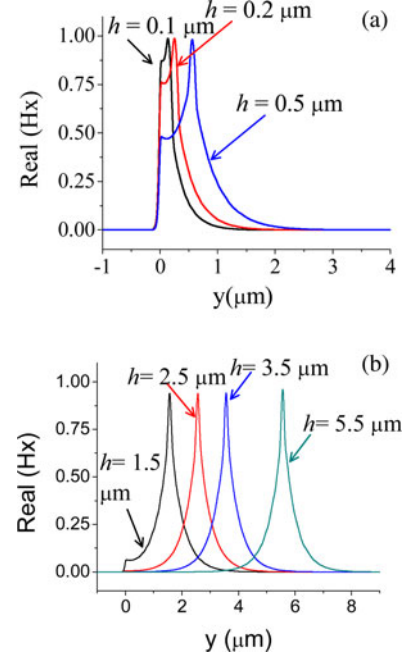 (a)
h = 0.1 µm
h = 0.2 µm
h = 0.5 µm
Real (Hx)
1.00
0.75
0.50
0.25
0.00
-1 0 1 2 3 4
y(µm)
(b)
h= 2.5 µm
h= 3.5 µm
h= 5.5 µm
h= 1.5
µm
Real (Hx)
1.00
0.75
0.50
0.25
0.00
0 2 4 6 8
y (µm)